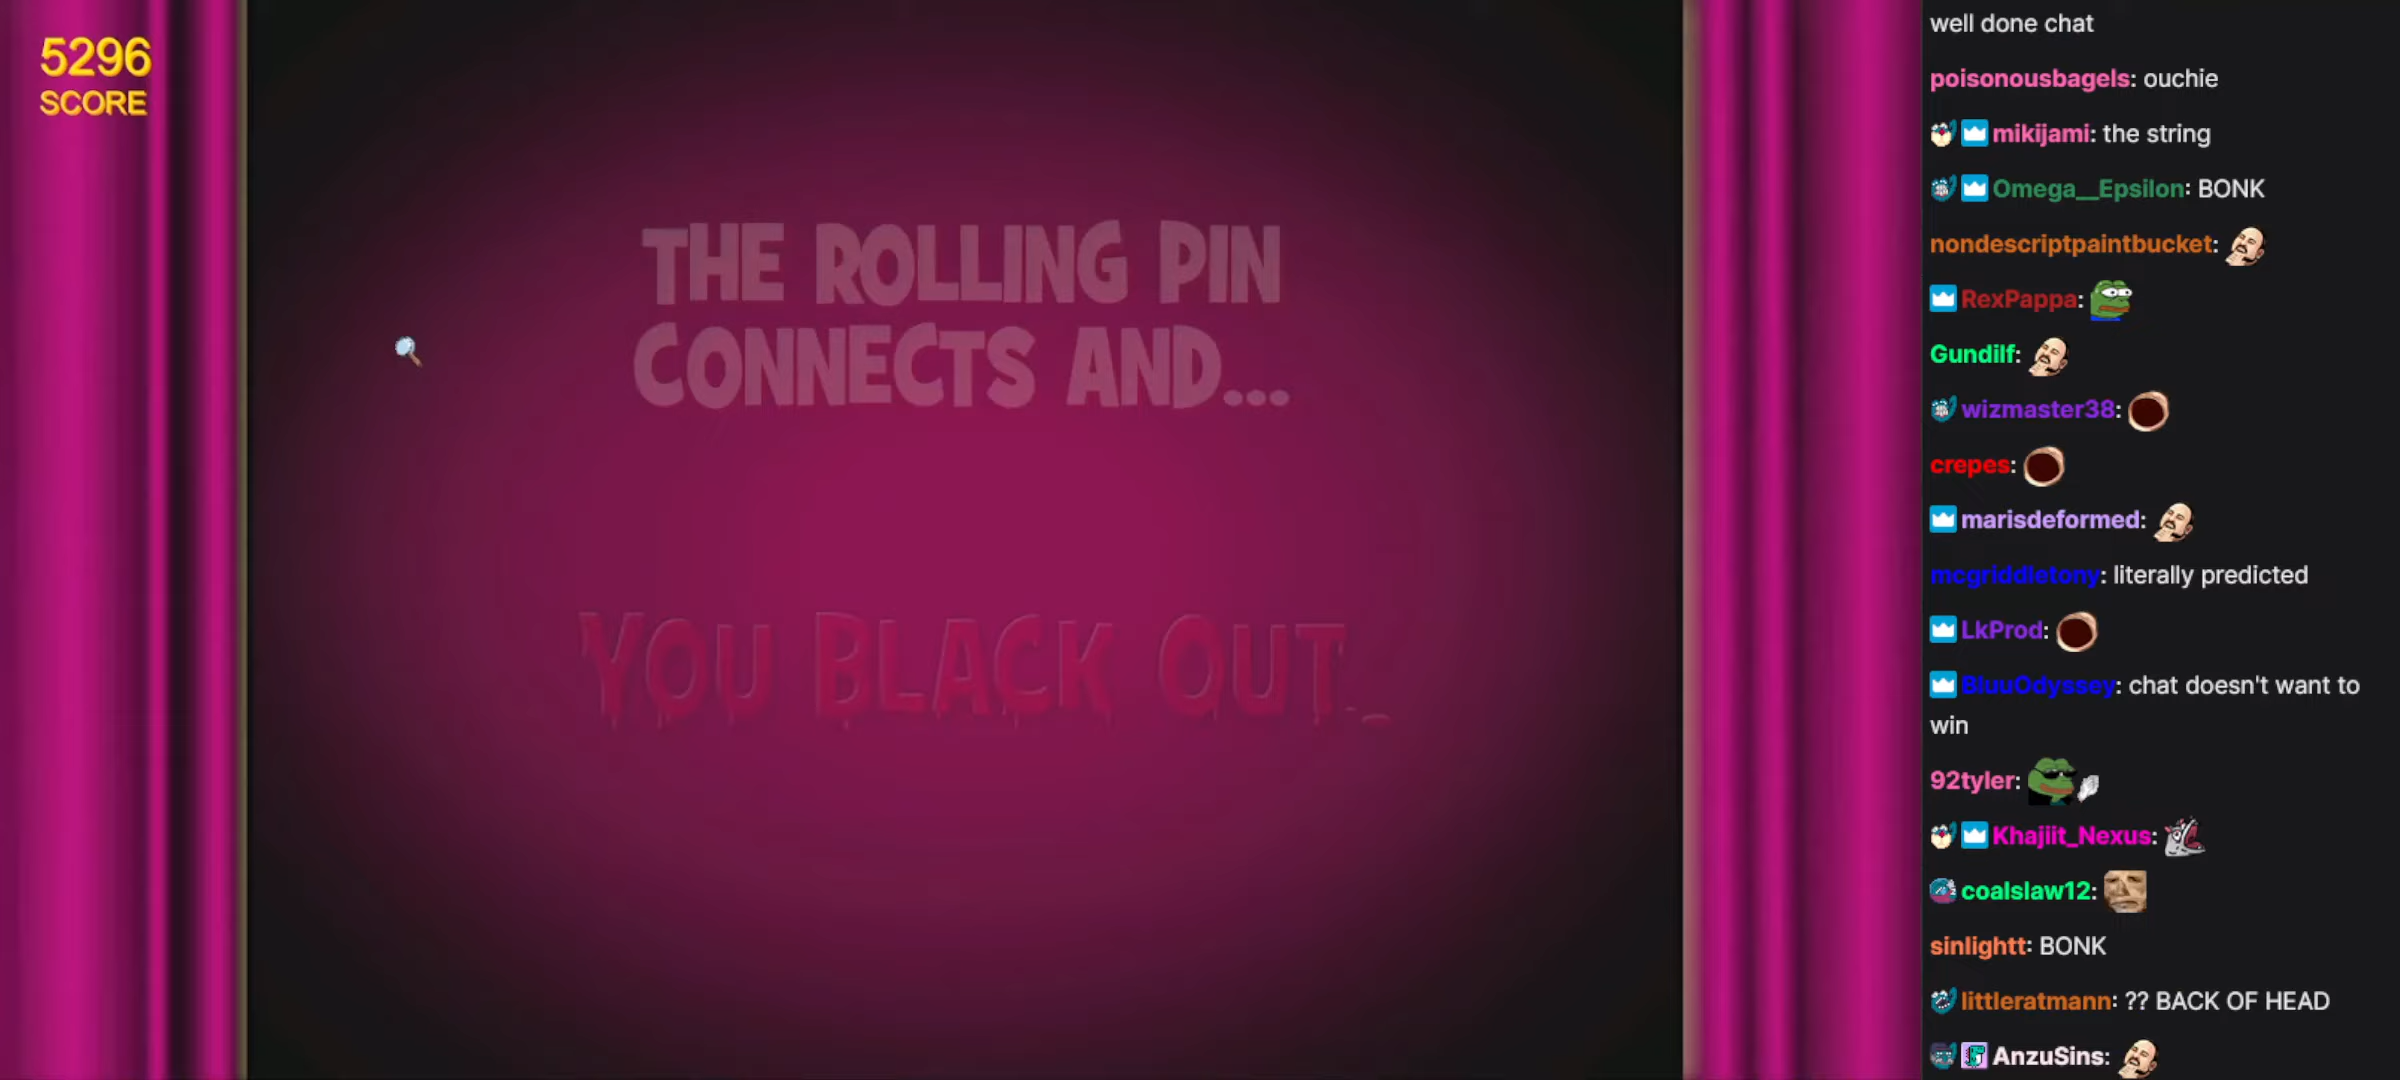 5296
SCORE
THE ROLLING PIN
CONNECTS AND...
YOU BLACK OUT._
well done chat
poisonousbagels: ouchie
mikijami: the string
Omega__Epsilon: BONK
nondescriptpaintbucket:
RexPappa:
Gundilf:
wizmaster38:
crepes:
marisdeformed:
mcgriddletony: literally predicted
LkProd:
BluuOdyssey: chat doesn't want to
win
92tyler:
Khajiit_Nexus:
coalslaw12:
sinlightt: BONK
littleratmann: ?? BACK OF HEAD
AnzuSins: